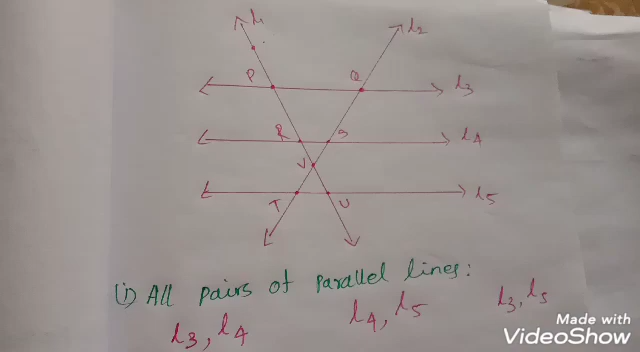 l1 l2
P Q l3
R S l4
V
T U l5
(i) All pairs of parallel lines:
l3, l4 l4, l5 l3, l5
Made with
VideoShow